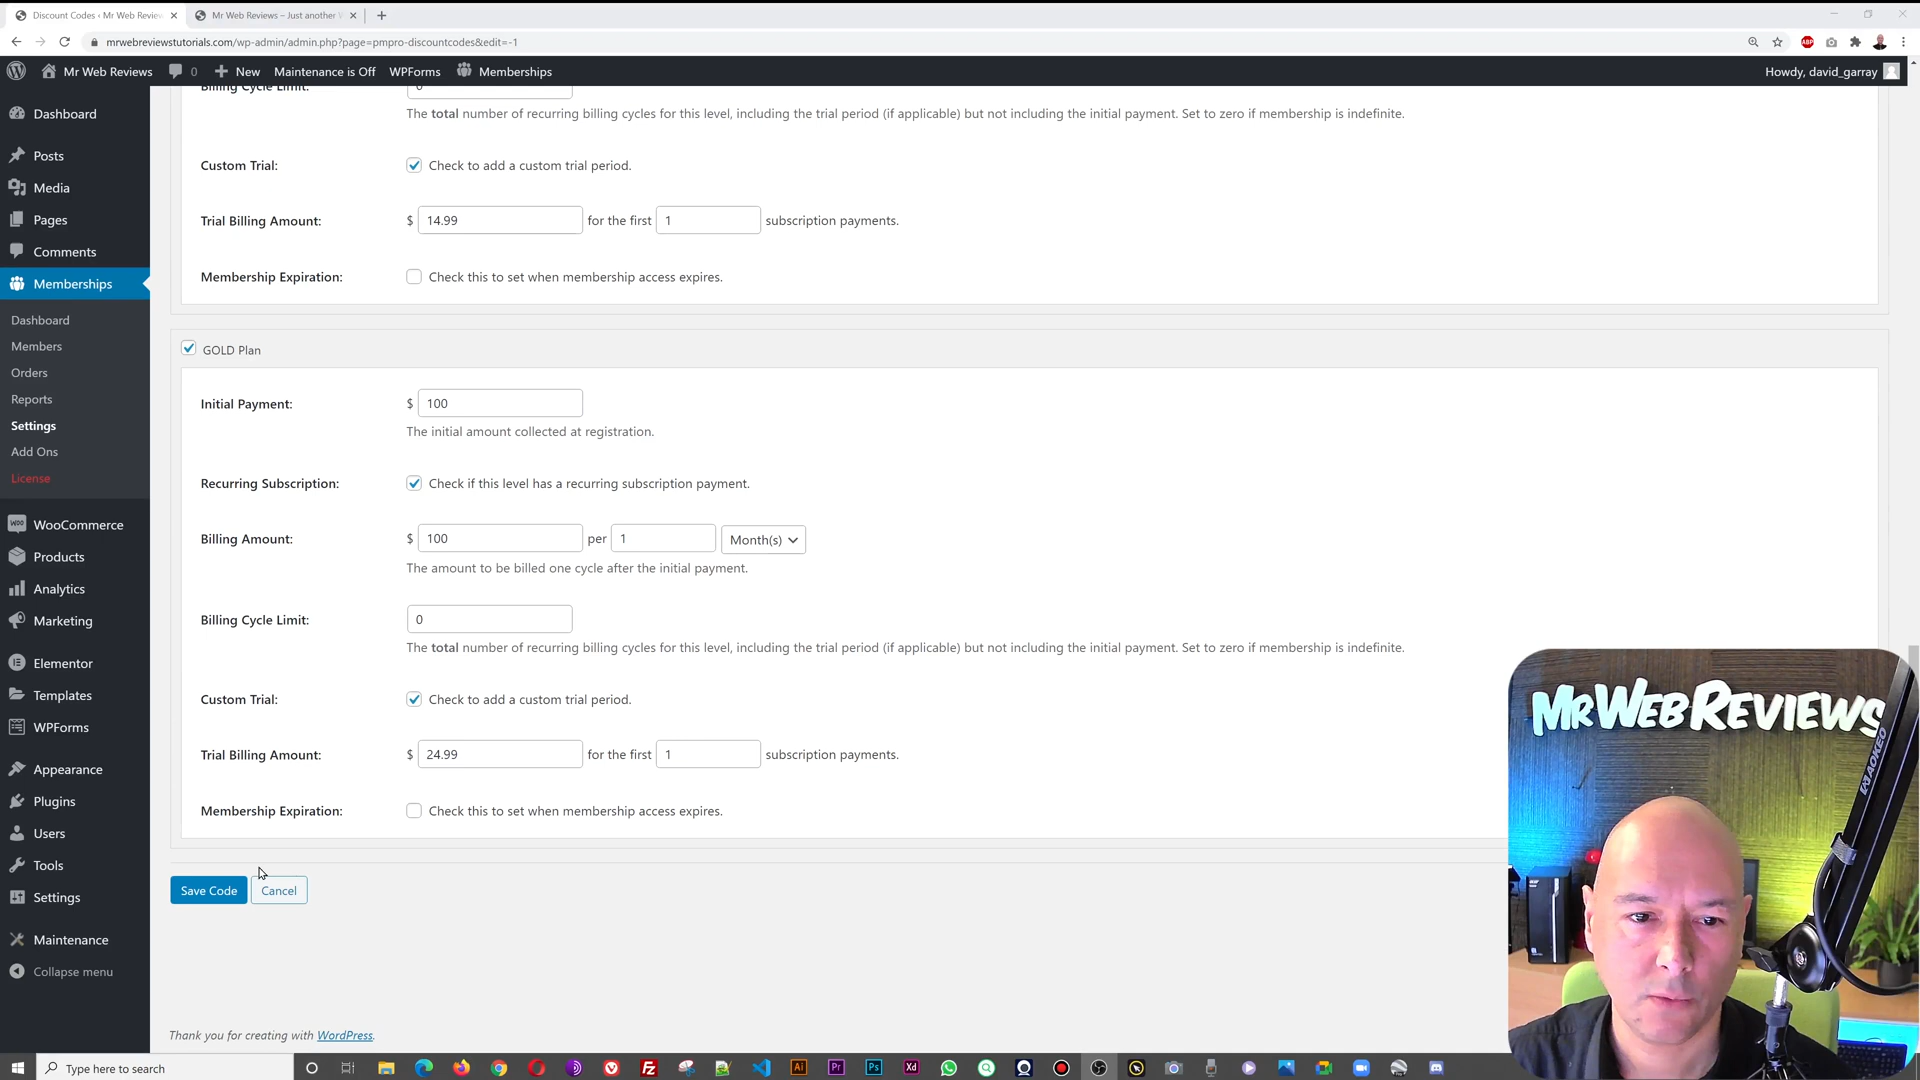 Discount Codes ‹ Mr Web Review
Mr Web Reviews – Just another W
mrwebreviewstutorials.com/wp-admin/admin.php?page=pmpro-discountcodes&edit=-1
Mr Web Reviews
0
New
Maintenance is Off
WPForms
Memberships
Howdy, david_garray
Dashboard
Posts
Media
Pages
Comments
Memberships
Dashboard
Members
Orders
Reports
Settings
Add Ons
License
WooCommerce
Products
Analytics
Marketing
Elementor
Templates
WPForms
Appearance
Plugins
Users
Tools
Settings
Maintenance
Collapse menu
Billing Cycle Limit:
0
The total number of recurring billing cycles for this level, including the trial period (if applicable) but not including the initial payment. Set to zero if membership is indefinite.
Custom Trial: Check to add a custom trial period.
Trial Billing Amount: $ 14.99 for the first 1 subscription payments.
Membership Expiration: Check this to set when membership access expires.
GOLD Plan
Initial Payment: $ 100
The initial amount collected at registration.
Recurring Subscription: Check if this level has a recurring subscription payment.
Billing Amount: $ 100 per 1 Month(s)
The amount to be billed one cycle after the initial payment.
Billing Cycle Limit: 0
The total number of recurring billing cycles for this level, including the trial period (if applicable) but not including the initial payment. Set to zero if membership is indefinite.
Custom Trial: Check to add a custom trial period.
Trial Billing Amount: $ 24.99 for the first 1 subscription payments.
Membership Expiration: Check this to set when membership access expires.
Save Code Cancel
Thank you for creating with WordPress.
MrWebReviews
MAONO
Type here to search